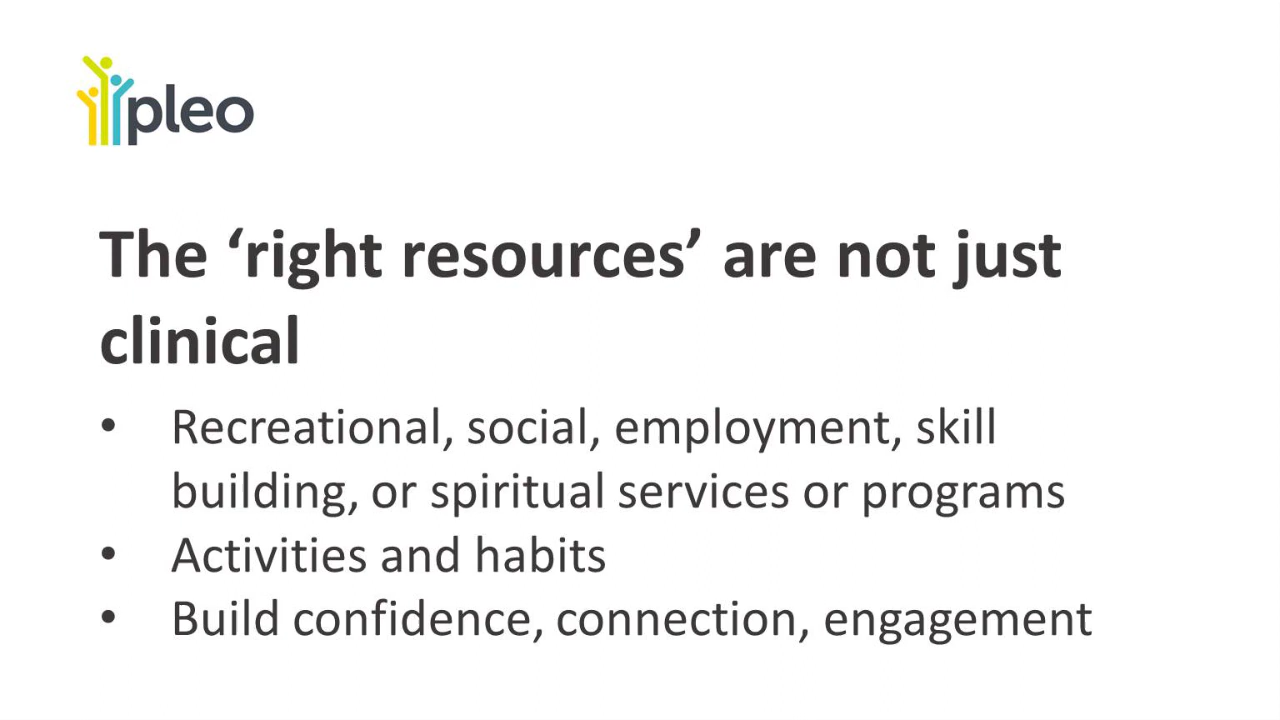 pleo
The ‘right resources’ are not just
clinical
• Recreational, social, employment, skill
building, or spiritual services or programs
• Activities and habits
• Build confidence, connection, engagement